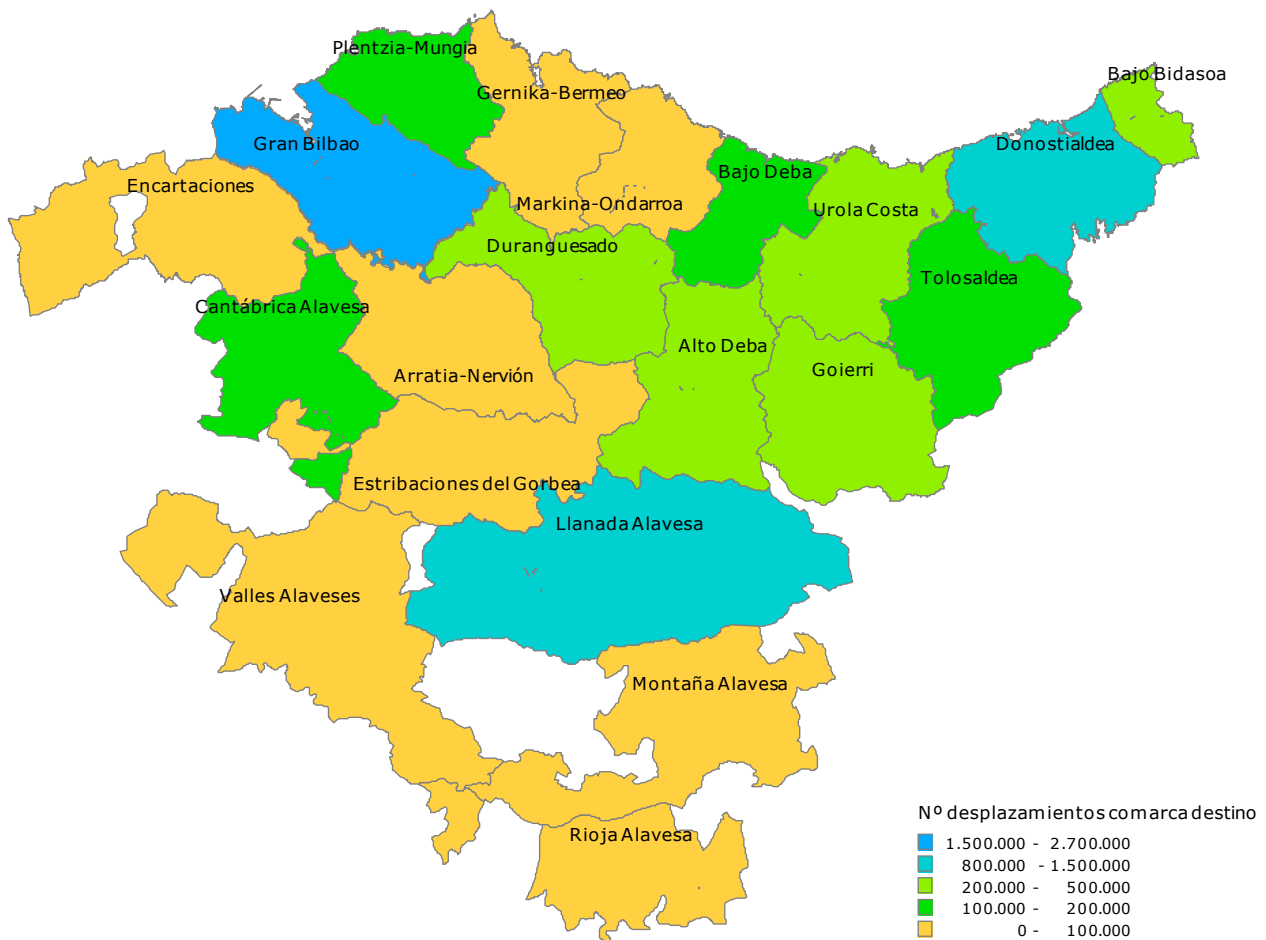 Plentzia-Mungia
Bajo Bidasoa
Gernika-Bermeo
Gran Bilbao
Donostialdea
Bajo Deba
Encartaciones
Markina-Ondarroa
Urola Costa
Duranguesado
Tolosaldea
Cantábrica Alavesa
Alto Deba
Goierri
Arratia-Nervión
Estribaciones del Gorbea
Llanada Alavesa
Valles Alaveses
Montaña Alavesa
Rioja Alavesa
Nº desplazamientos comarca destino
1.500.000 - 2.700.000
800.000 - 1.500.000
200.000 - 500.000
100.000 - 200.000
0 - 100.000